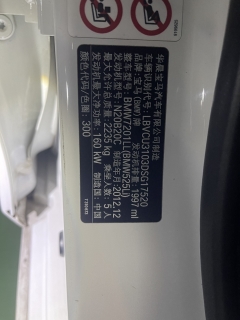 华晨宝马汽车有限公司 制造
车辆识别代号:LBVCU3103DSG17520
品牌:宝马(BMW)牌 发动机排量:1997 ml
整车型号:BMW7201LL(BMW525Li)
发动机型号:N20B20C 制造年月:2012.12
最大允许总质量:2235 kg 乘坐人数:5 人
发动机最大净功率:160 kW 制造国:中国
颜色代码/色号:300